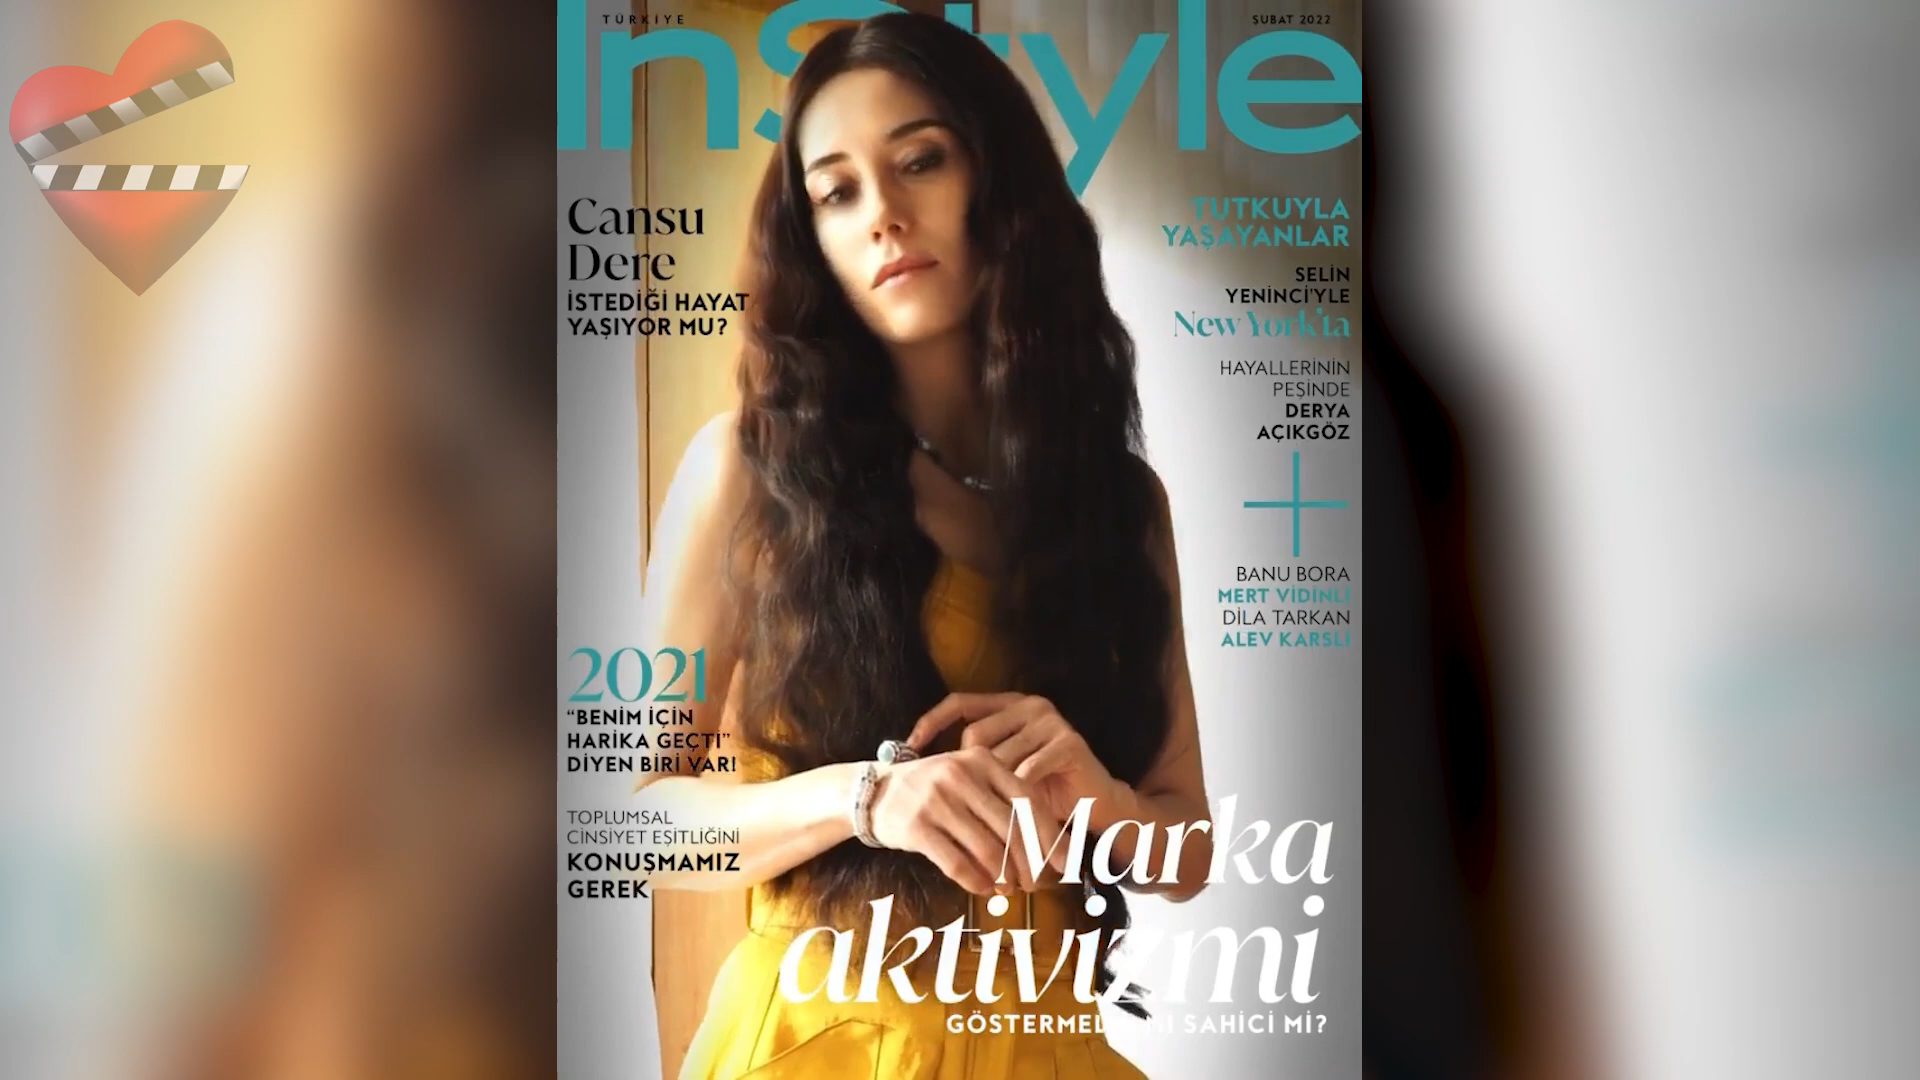 TÜRKİYE
ŞUBAT 2022
InStyle
Cansu
Dere
İSTEDİĞİ HAYAT
YAŞIYOR MU?
TUTKUYLA
YAŞAYANLAR
SELİN
YENİNCİ'YLE
New York'ta
HAYALLERİNİN
PEŞİNDE
DERYA
AÇIKGÖZ
+
BANU BORA
MERT VİDİNLİ
DİLA TARKAN
ALEV KARSLI
2021
“BENİM İÇİN
HARİKA GEÇTİ”
DİYEN BİRİ VAR!
TOPLUMSAL
CİNSİYET EŞİTLİĞİNİ
KONUŞMAMIZ
GEREK
Marka
aktivizmi
GÖSTERMELİK Mİ SAHİCİ Mİ?